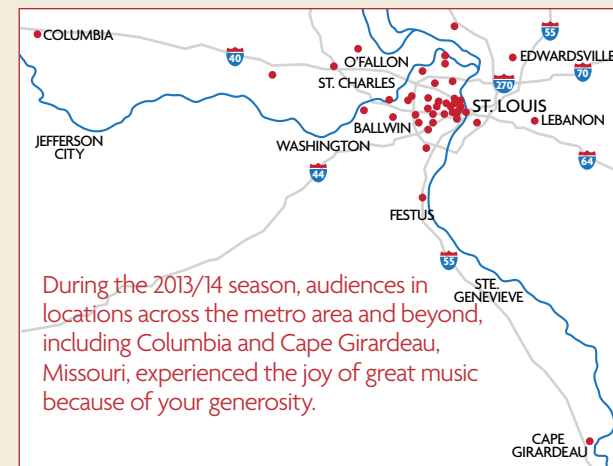 COLUMBIA
55
O'FALLON
EDWARDSVILLE
40
70
ST. CHARLES
270
ST. LOUIS
LEBANON
BALLWIN
JEFFERSON
CITY
WASHINGTON
64
44
FESTUS
55
STE.
GENEVIEVE
During the 2013/14 season, audiences in
locations across the metro area and beyond,
including Columbia and Cape Girardeau,
Missouri, experienced the joy of great music
because of your generosity.
CAPE
GIRARDEAU